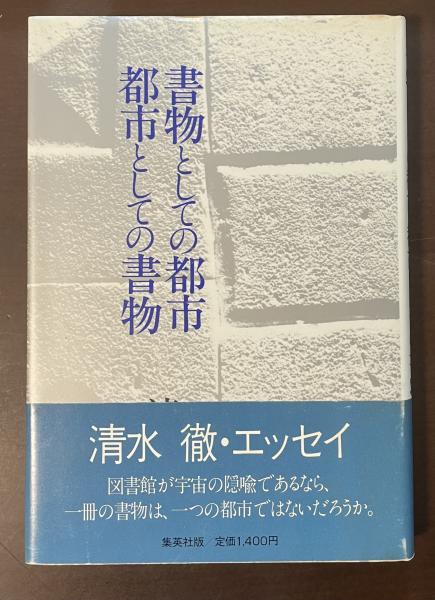 書物としての都市
都市としての書物
清水 徹・エッセイ
図書館が宇宙の隠喩であるなら、
一冊の書物は、一つの都市ではないだろうか。
集英社版／定価1,400円